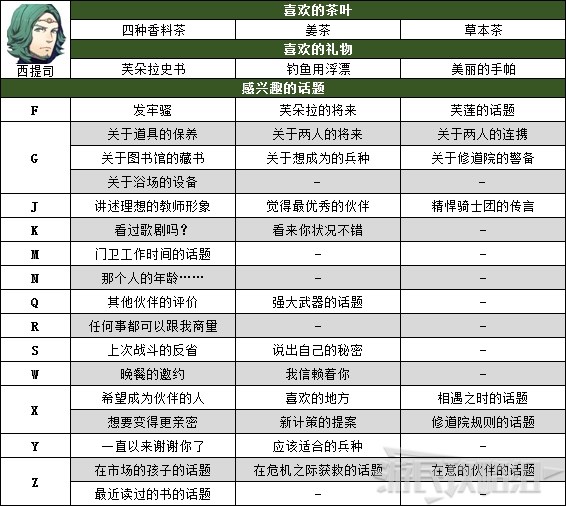 喜欢的茶叶
四种香料茶 姜茶 草本茶
喜欢的礼物
西提司 芙朵拉史书 钓鱼用浮漂 美丽的手帕
感兴趣的话题
F 发牢骚 芙朵拉的将来 芙莲的话题
G 关于道具的保养 关于两人的将来 关于两人的连携
关于图书馆的藏书 关于想成为的兵种 关于修道院的警备
关于浴场的设备 – –
J 讲述理想的教师形象 觉得最优秀的伙伴 精悍骑士团的传言
K 看过歌剧吗？ 看来你状况不错 –
M 门卫工作时间的话题 – –
N 那个人的年龄…… – –
Q 其他伙伴的评价 强大武器的话题 –
R 任何事都可以跟我商量 – –
S 上次战斗的反省 说出自己的秘密 –
W 晚餐的邀约 我信赖着你 –
X 希望成为伙伴的人 喜欢的地方 相遇之时的话题
想要变得更亲密 新计策的提案 修道院规则的话题
Y 一直以来谢谢你了 应该适合的兵种 –
Z 在市场的孩子的话题 在危机之际获救的话题 在意的伙伴的话题
最近读过的书的话题 – –